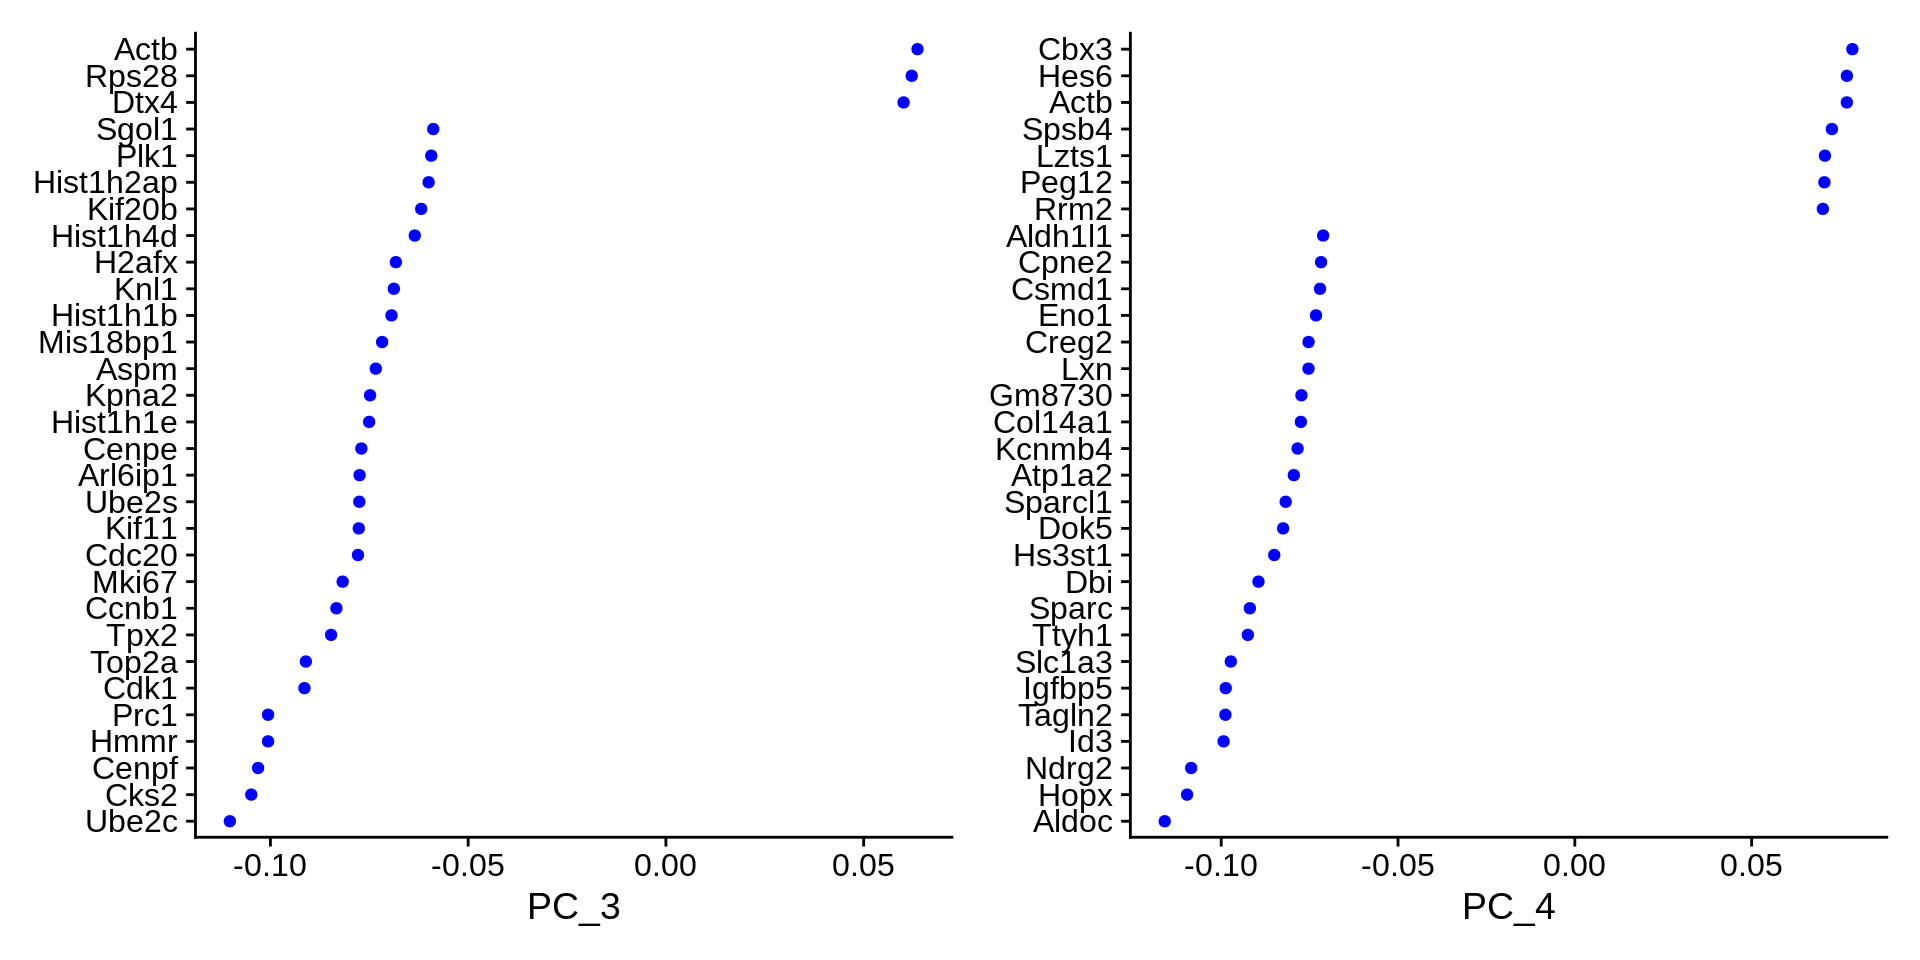 Actb
Rps28
Dtx4
Sgol1
Plk1
Hist1h2ap
Kif20b
Hist1h4d
H2afx
Knl1
Hist1h1b
Mis18bp1
Aspm
Kpna2
Hist1h1e
Cenpe
Arl6ip1
Ube2s
Kif11
Cdc20
Mki67
Ccnb1
Tpx2
Top2a
Cdk1
Prc1
Hmmr
Cenpf
Cks2
Ube2c
-0.10 -0.05 0.00 0.05
PC_3
Cbx3
Hes6
Actb
Spsb4
Lzts1
Peg12
Rrm2
Aldh1l1
Cpne2
Csmd1
Eno1
Creg2
Lxn
Gm8730
Col14a1
Kcnmb4
Atp1a2
Sparcl1
Dok5
Hs3st1
Dbi
Sparc
Ttyh1
Slc1a3
Igfbp5
Tagln2
Id3
Ndrg2
Hopx
Aldoc
-0.10 -0.05 0.00 0.05
PC_4